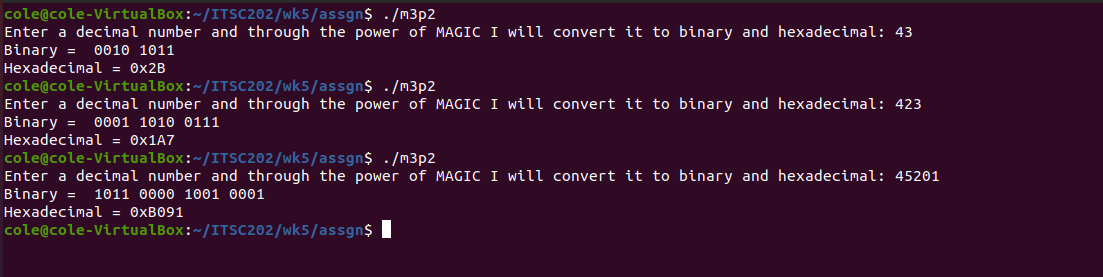 cole@cole-VirtualBox:~/ITSC202/wk5/assgn$ ./m3p2
Enter a decimal number and through the power of MAGIC I will convert it to binary and hexadecimal: 43
Binary =  0010 1011
Hexadecimal = 0x2B
cole@cole-VirtualBox:~/ITSC202/wk5/assgn$ ./m3p2
Enter a decimal number and through the power of MAGIC I will convert it to binary and hexadecimal: 423
Binary =  0001 1010 0111
Hexadecimal = 0x1A7
cole@cole-VirtualBox:~/ITSC202/wk5/assgn$ ./m3p2
Enter a decimal number and through the power of MAGIC I will convert it to binary and hexadecimal: 45201
Binary =  1011 0000 1001 0001
Hexadecimal = 0xB091
cole@cole-VirtualBox:~/ITSC202/wk5/assgn$